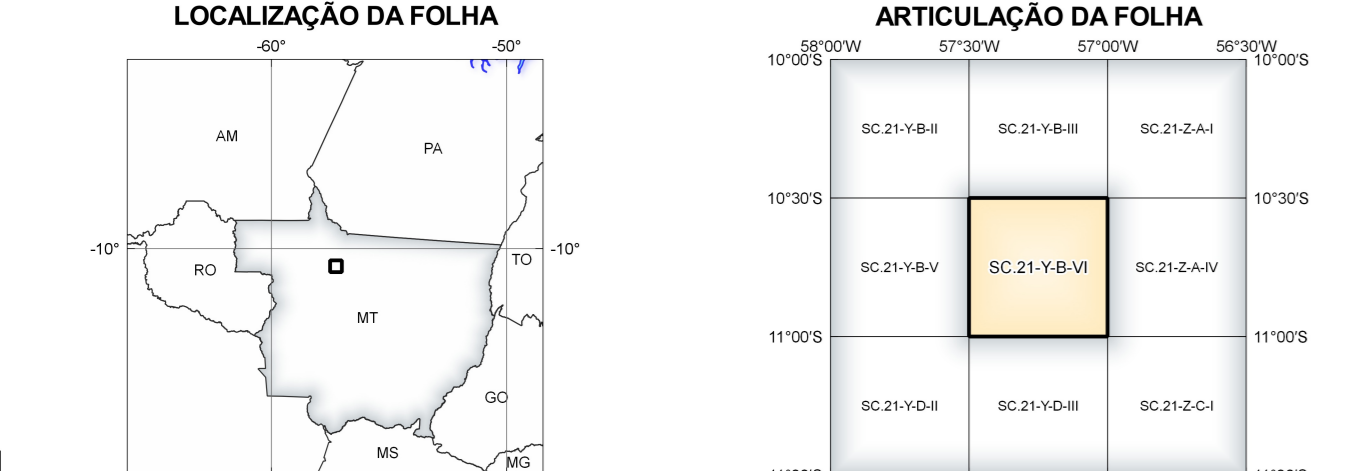 LOCALIZAÇÃO DA FOLHA
-60° -50°
AM
PA
-10° -10°
TO
RO
MT
GO
MS
MG
ARTICULAÇÃO DA FOLHA
58°00'W 57°30'W 57°00'W 56°30'W
10°00'S 10°00'S
SC.21-Y-B-II SC.21-Y-B-III SC.21-Z-A-I
10°30'S 10°30'S
SC.21-Y-B-V SC.21-Y-B-VI SC.21-Z-A-IV
11°00'S 11°00'S
SC.21-Y-D-II SC.21-Y-D-III SC.21-Z-C-I